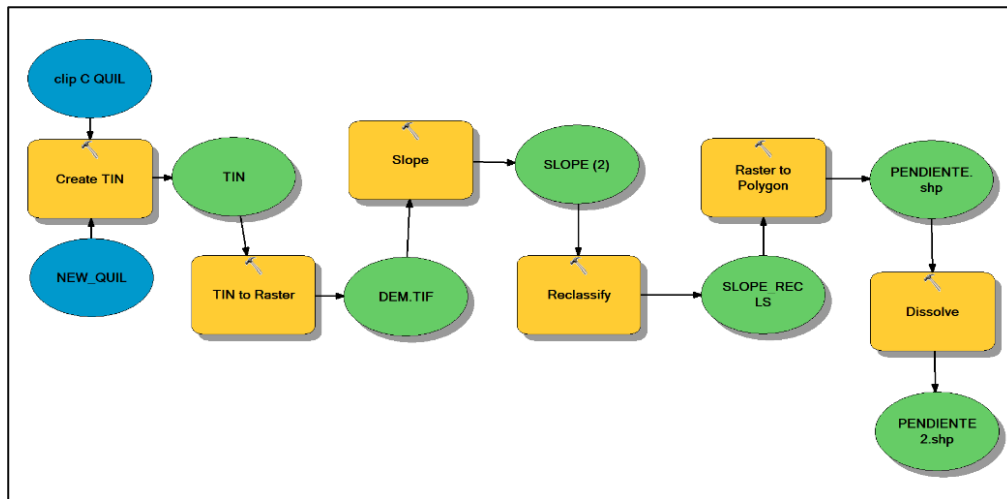 clip C QUIL
Create TIN
NEW_QUIL
TIN
TIN to Raster
DEM.TIF
Slope
SLOPE (2)
Reclassify
SLOPE_REC
LS
Raster to
Polygon
PENDIENTE.
shp
Dissolve
PENDIENTE
2.shp